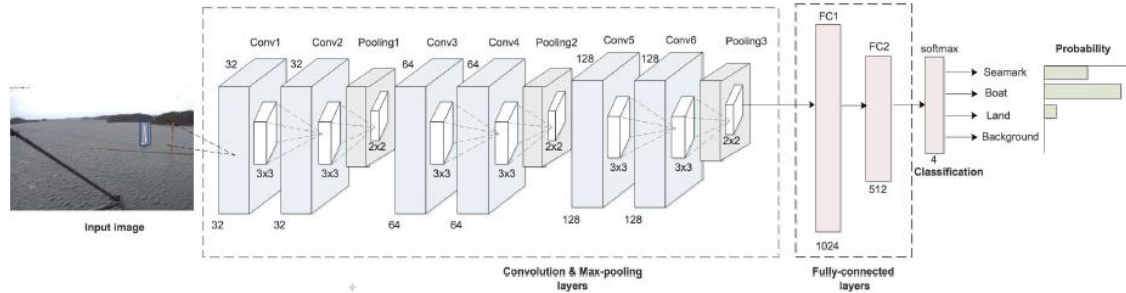 FC1
FC2
softmax
Probability
Conv1 Conv2 Pooling1 Conv3 Conv4 Pooling2 Conv5 Conv6 Pooling3
32 32 64 64 128 128
Seamark
Boat
Land
Background
2x2 2x2 2x2
3x3 3x3 3x3 3x3 3x3 3x3
4
Classification
512
32 32 64 64 128 128
Input image
1024
Convolution & Max-pooling
layers
Fully-connected
layers